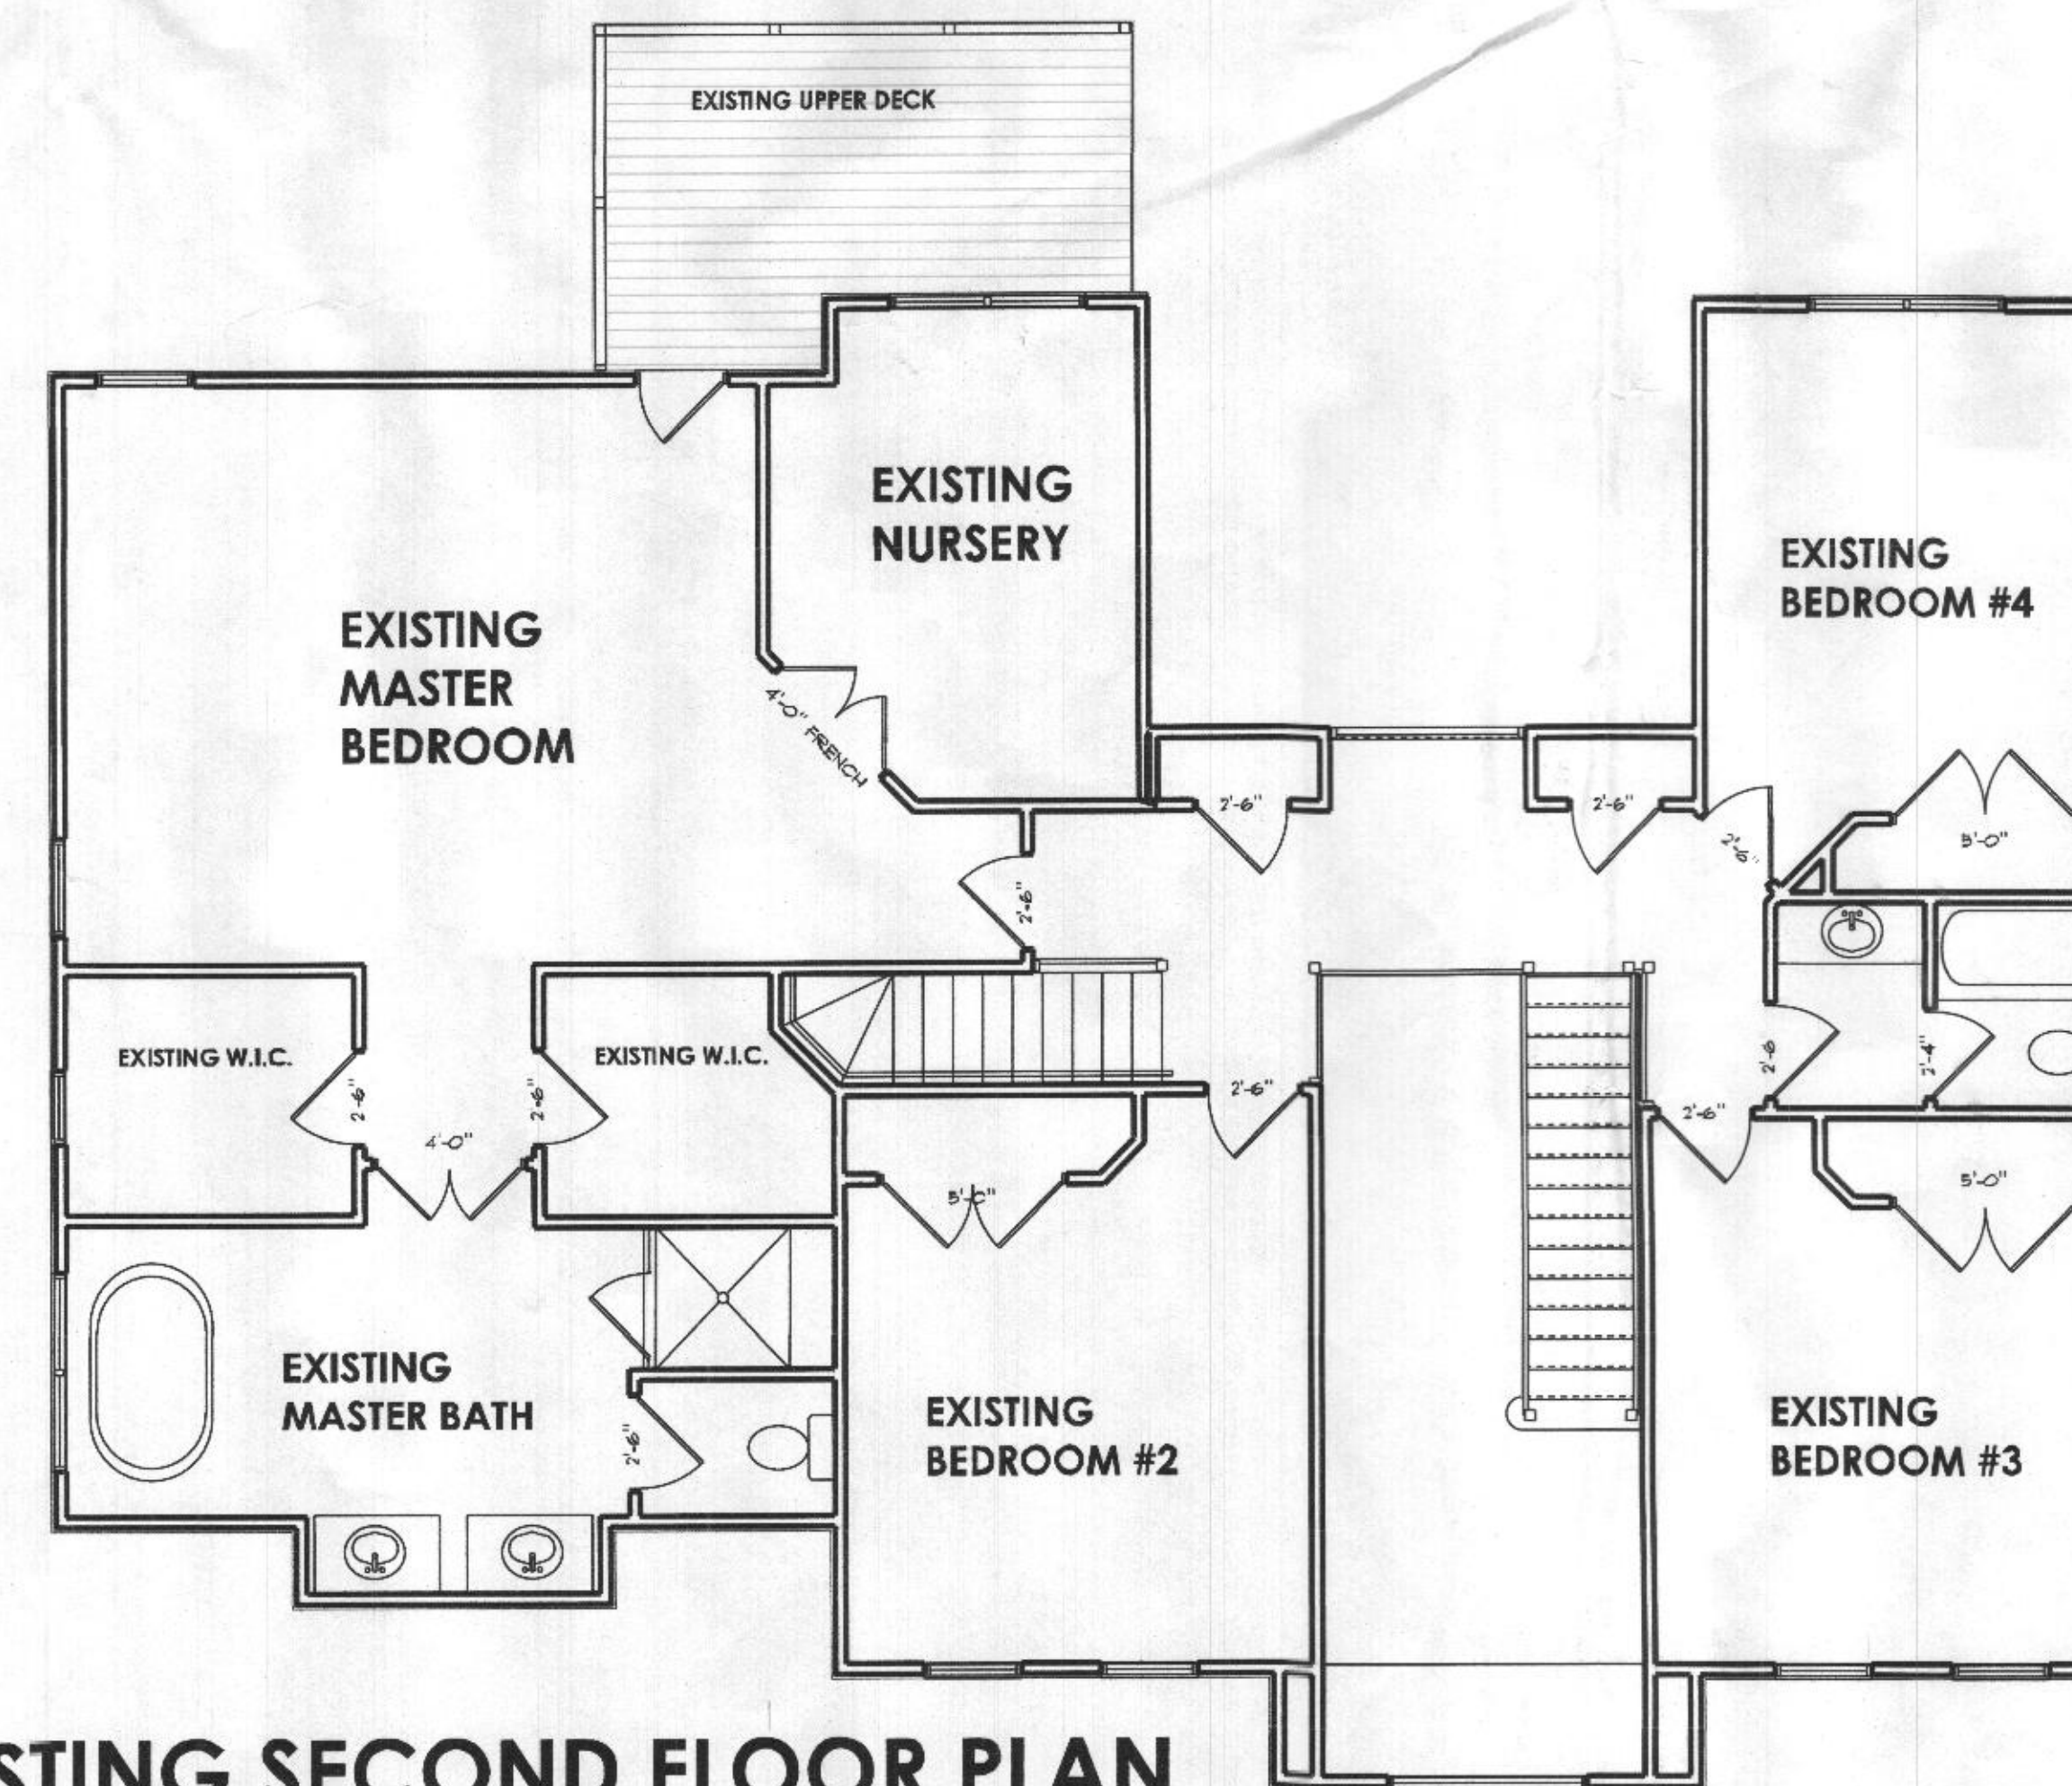 EXISTING UPPER DECK
EXISTING
NURSERY
EXISTING
BEDROOM #4
EXISTING
MASTER
BEDROOM
4'-0" FRENCH
2'-6"
2'-6"
2'-6"
5'-0"
2'-6"
EXISTING W.I.C.
2'-6"
4'-0"
2'-6"
EXISTING W.I.C.
2'-6"
2'-6"
2'-4"
2'-6"
5'-0"
5'-0"
EXISTING
MASTER BATH
2'-6"
EXISTING
BEDROOM #2
EXISTING
BEDROOM #3
STING SECOND FLOOR PLAN